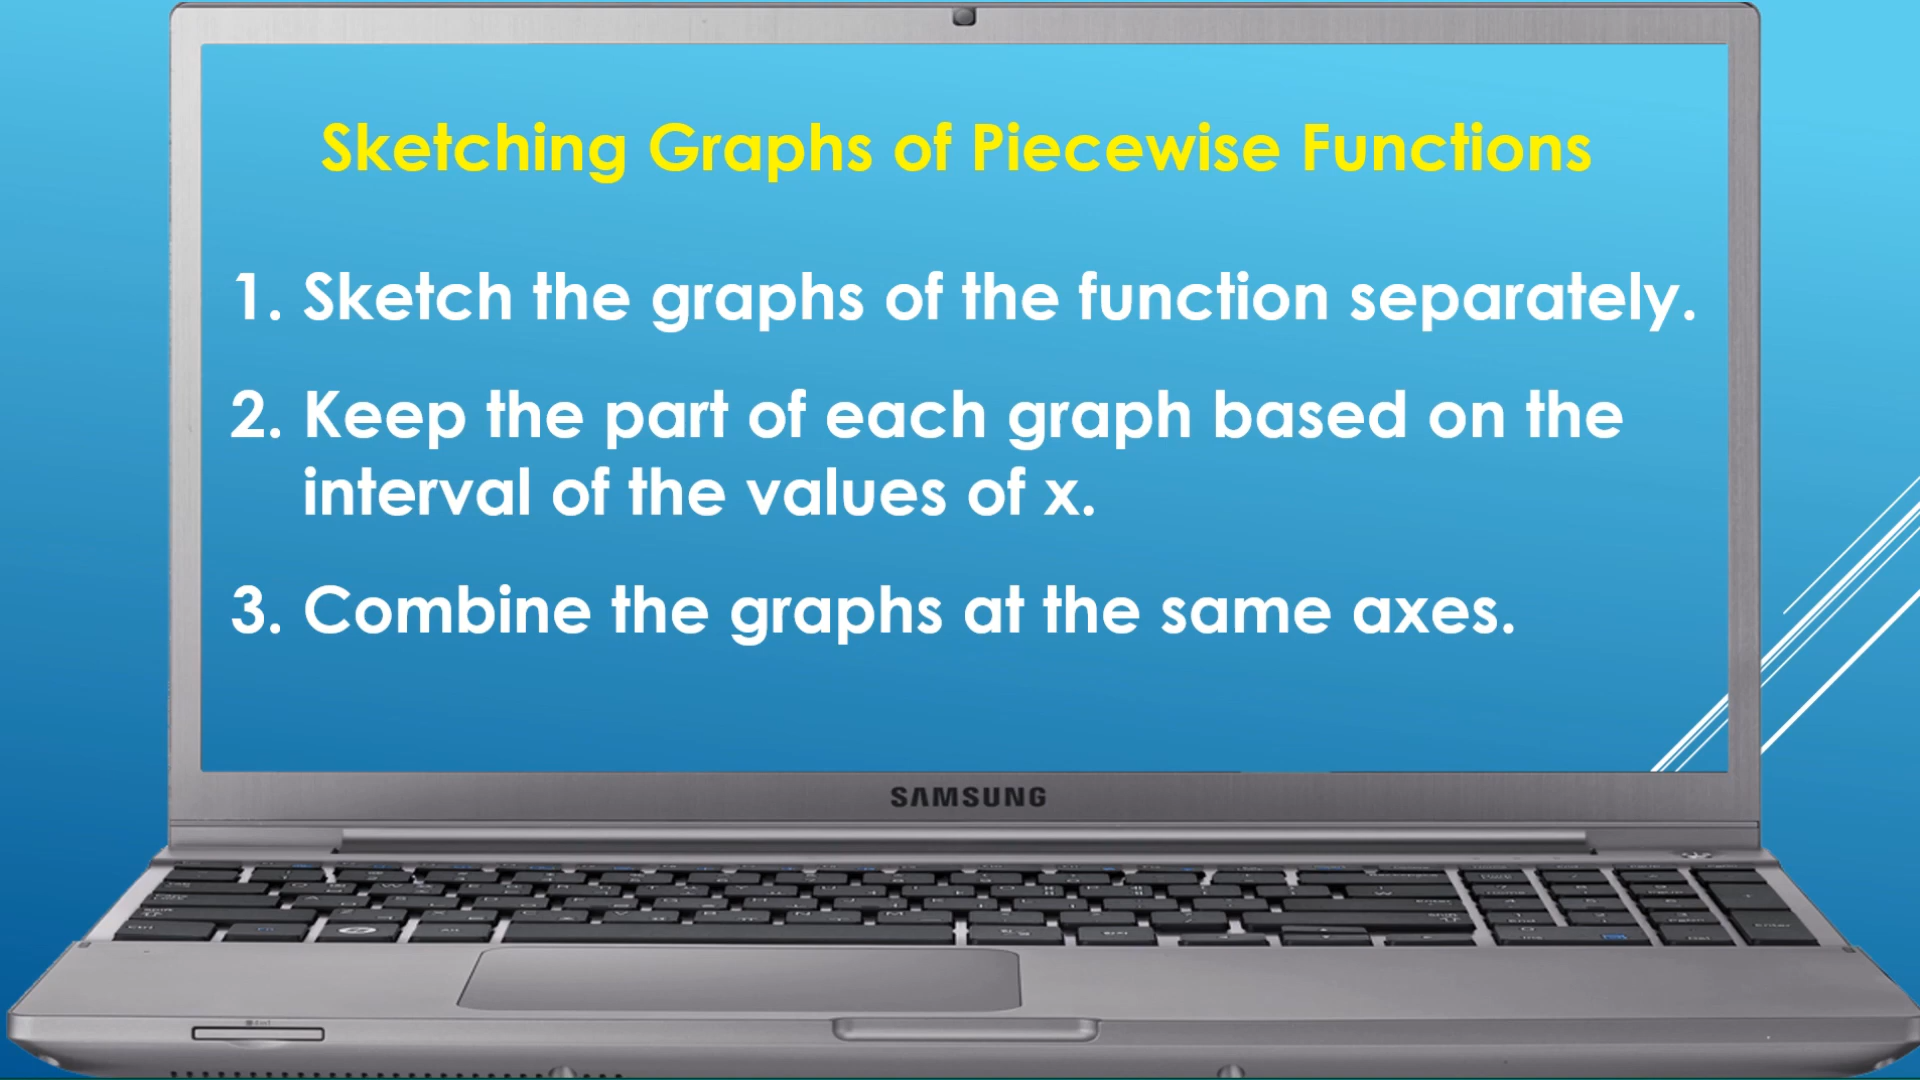 Sketching Graphs of Piecewise Functions
1. Sketch the graphs of the function separately.
2. Keep the part of each graph based on the
interval of the values of x.
3. Combine the graphs at the same axes.
SAMSUNG